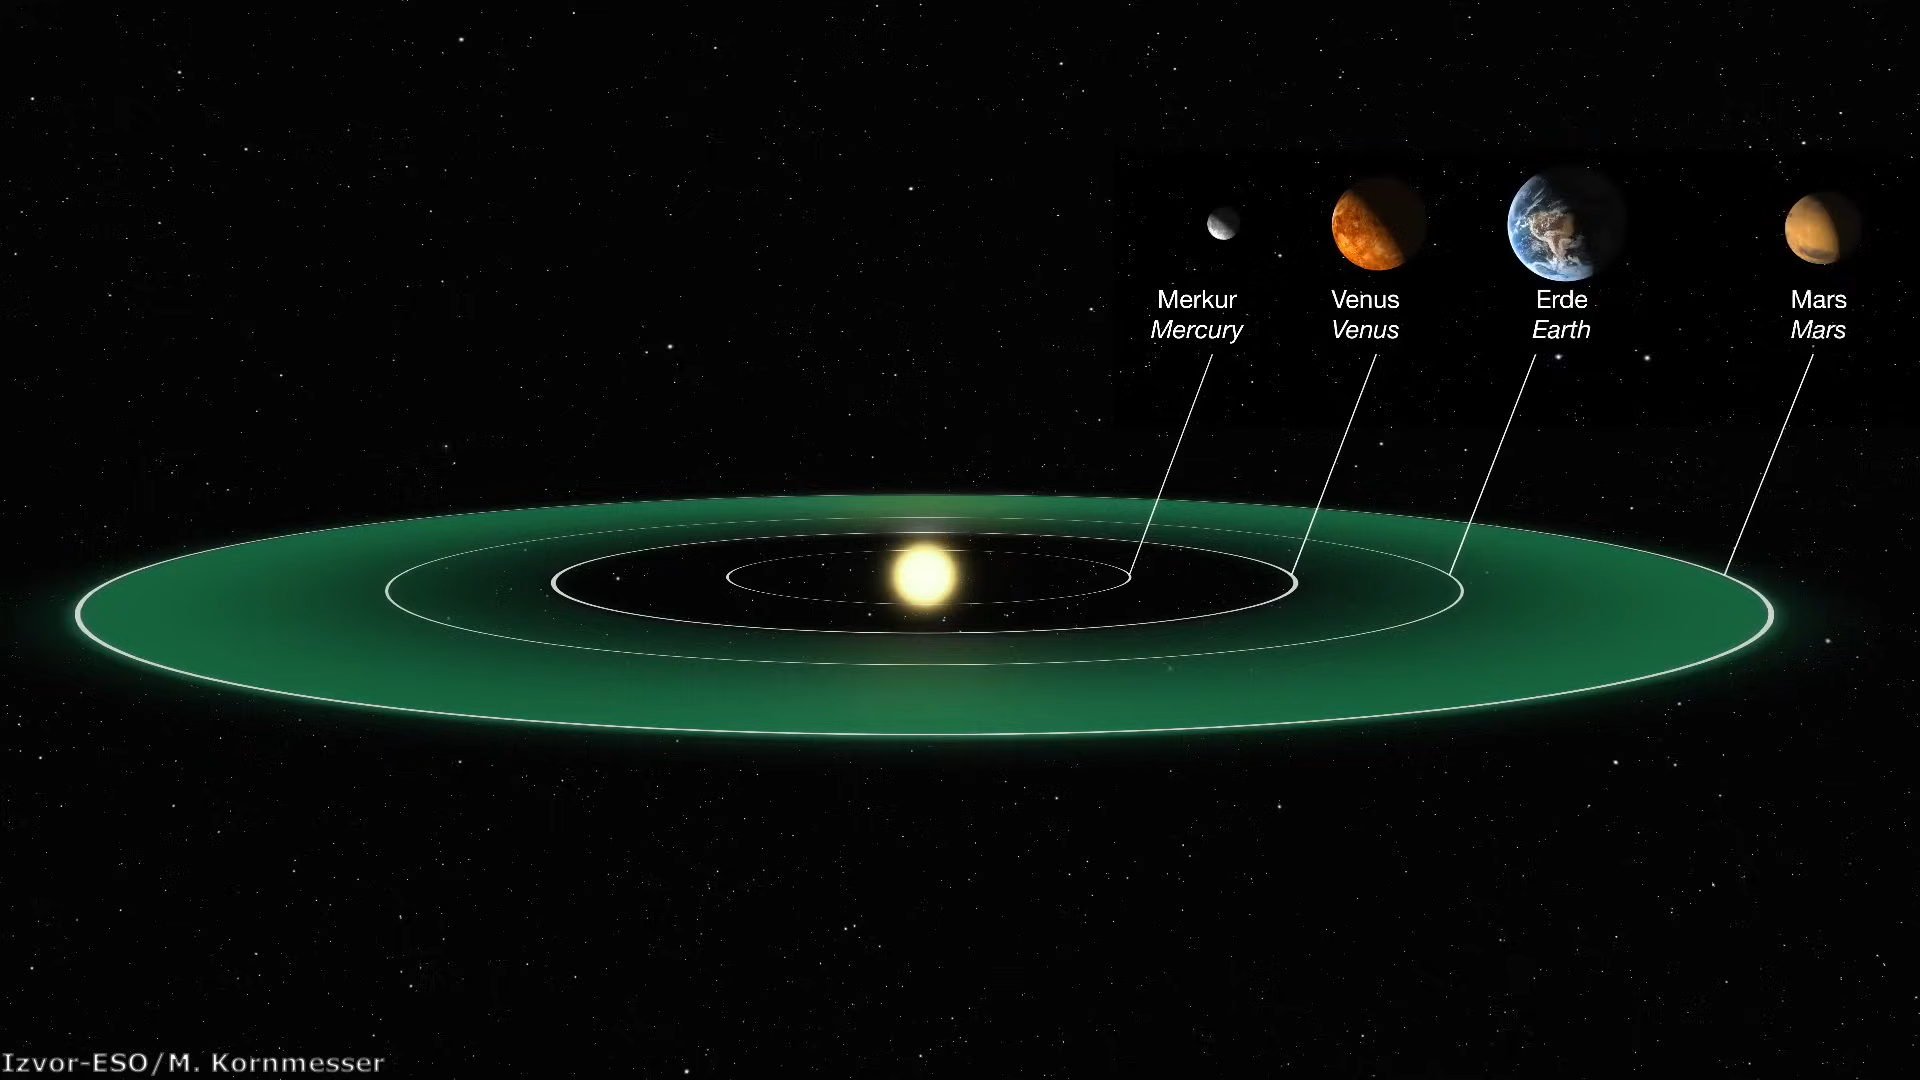 Merkur
Mercury
Venus
Venus
Erde
Earth
Mars
Mars
Izvor-ESO/M. Kornmesser